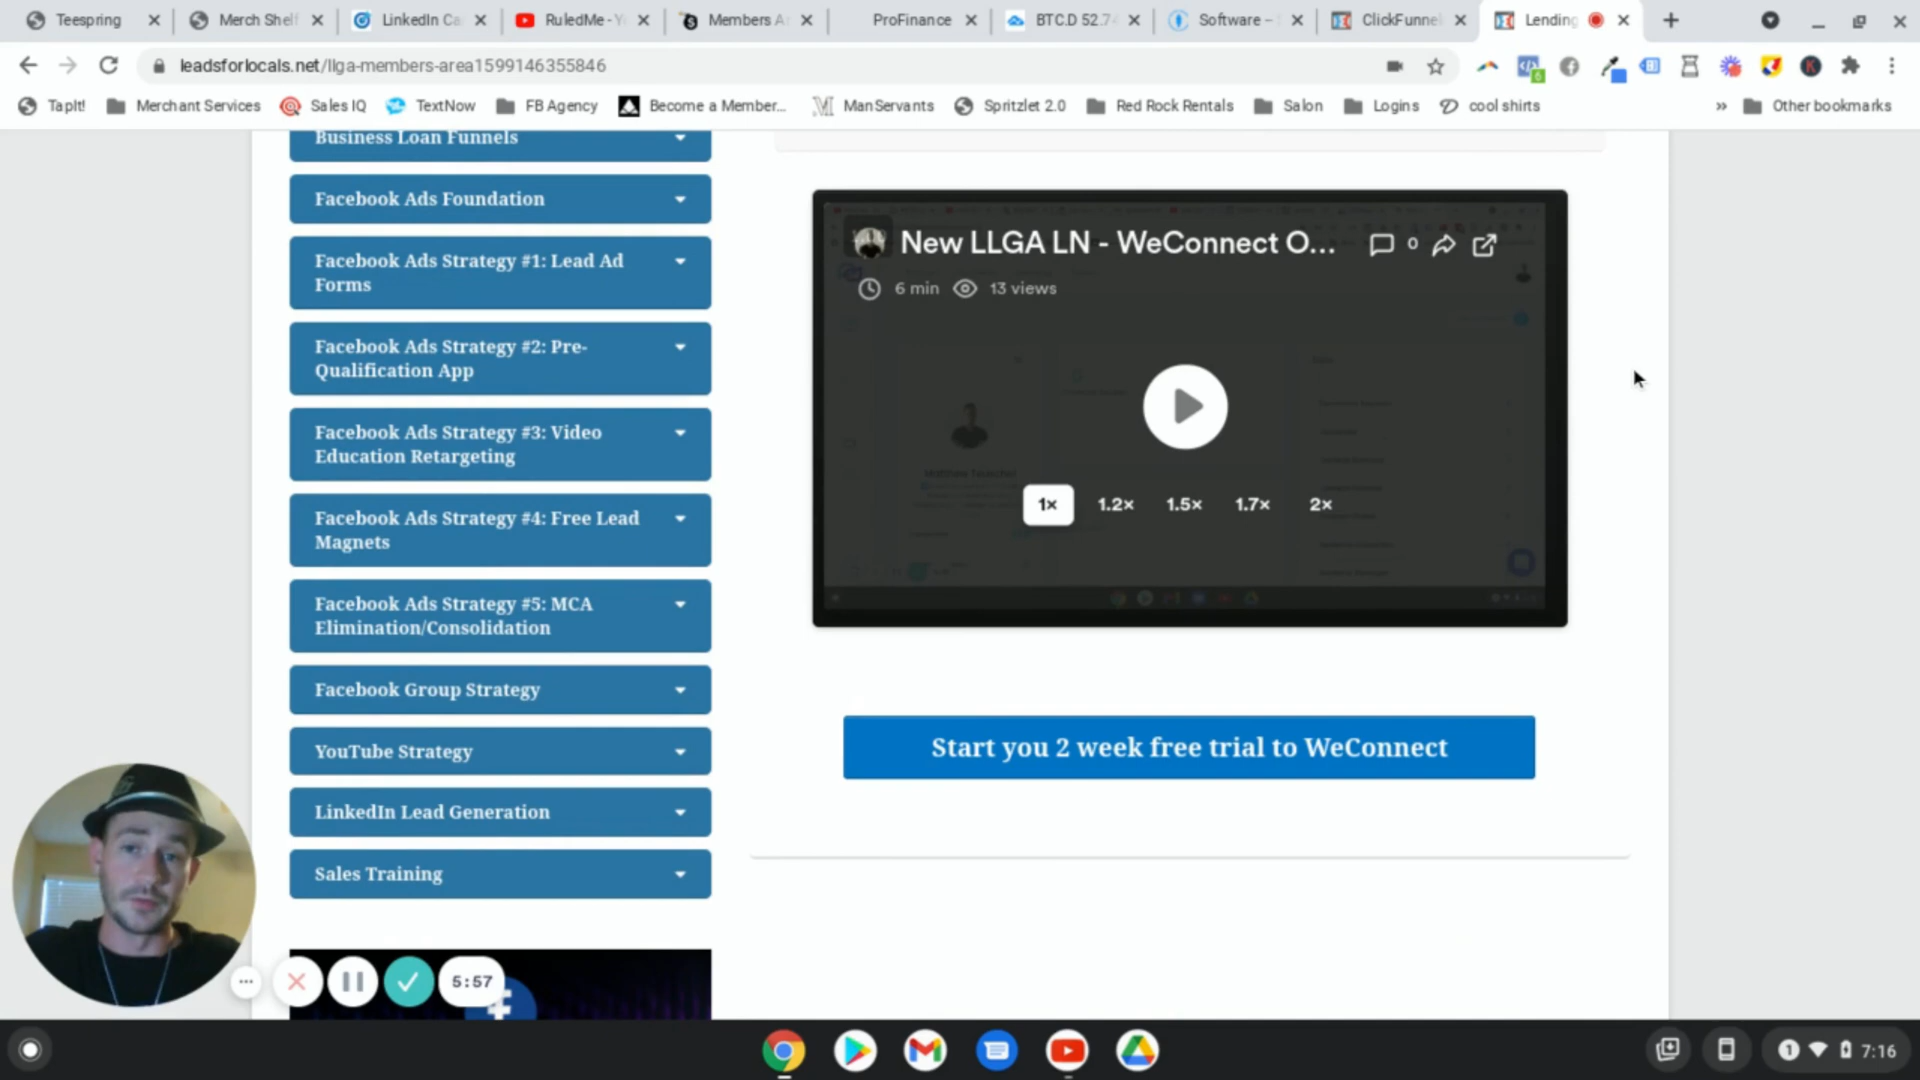 Teespring
Merch Shelf
LinkedIn Ca
RuledMe - Y
Members A
ProFinance
BTC.D 52.7
Software –
ClickFunnel
Lending
leadsforlocals.net/llga-members-area1599146355846
TapIt!
Merchant Services
Sales IQ
TextNow
FB Agency
Become a Member...
ManServants
Spritzlet 2.0
Red Rock Rentals
Salon
Logins
cool shirts
»
Other bookmarks
Business Loan Funnels
Facebook Ads Foundation
Facebook Ads Strategy #1: Lead Ad
Forms
Facebook Ads Strategy #2: Pre-
Qualification App
Facebook Ads Strategy #3: Video
Education Retargeting
Facebook Ads Strategy #4: Free Lead
Magnets
Facebook Ads Strategy #5: MCA
Elimination/Consolidation
Facebook Group Strategy
YouTube Strategy
LinkedIn Lead Generation
Sales Training
New LLGA LN - WeConnect O...
0
6 min
13 views
1×
1.2×
1.5×
1.7×
2×
Start you 2 week free trial to WeConnect
5:57
1
7:16